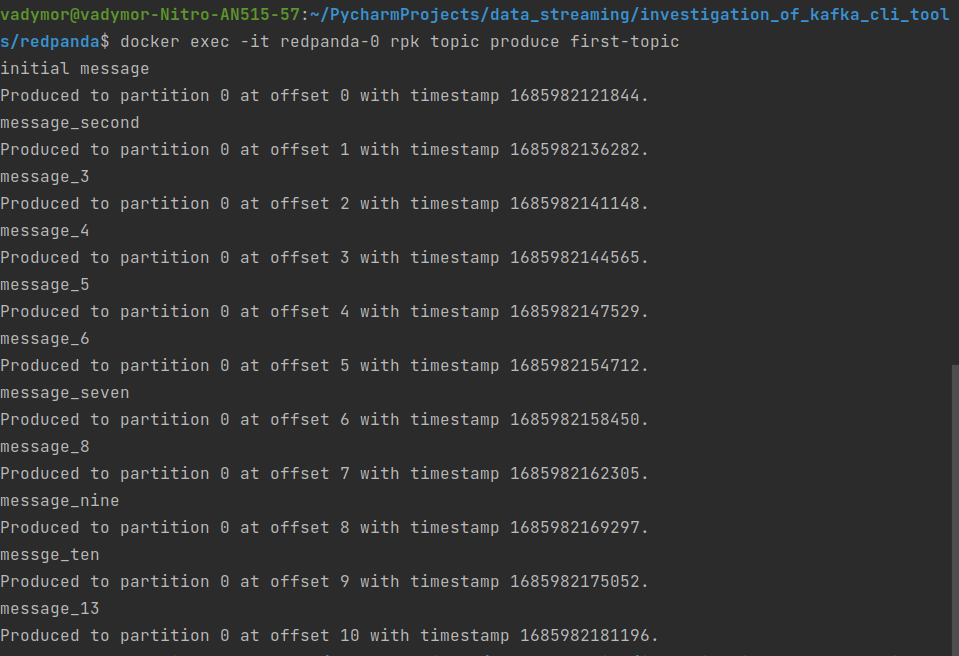 vadymor@vadymor-Nitro-AN515-57:~/PycharmProjects/data_streaming/investigation_of_kafka_cli_tool
s/redpanda$ docker exec -it redpanda-0 rpk topic produce first-topic
initial message
Produced to partition 0 at offset 0 with timestamp 1685982121844.
message_second
Produced to partition 0 at offset 1 with timestamp 1685982136282.
message_3
Produced to partition 0 at offset 2 with timestamp 1685982141148.
message_4
Produced to partition 0 at offset 3 with timestamp 1685982144565.
message_5
Produced to partition 0 at offset 4 with timestamp 1685982147529.
message_6
Produced to partition 0 at offset 5 with timestamp 1685982154712.
message_seven
Produced to partition 0 at offset 6 with timestamp 1685982158450.
message_8
Produced to partition 0 at offset 7 with timestamp 1685982162305.
message_nine
Produced to partition 0 at offset 8 with timestamp 1685982169297.
messge_ten
Produced to partition 0 at offset 9 with timestamp 1685982175052.
message_13
Produced to partition 0 at offset 10 with timestamp 1685982181196.